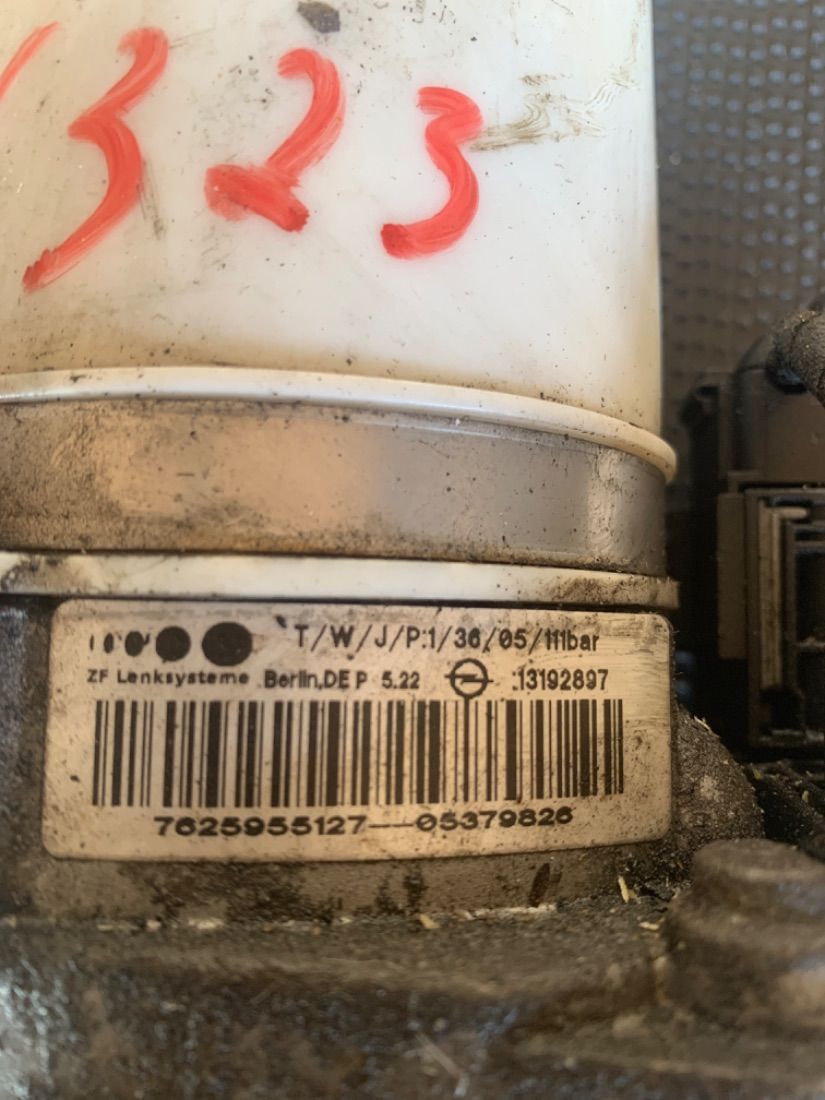 323
T/W/J/P:1/36/05/111bar
ZF Lenksysteme Berlin,DE P 5.22 13192897
7625955127--05379826